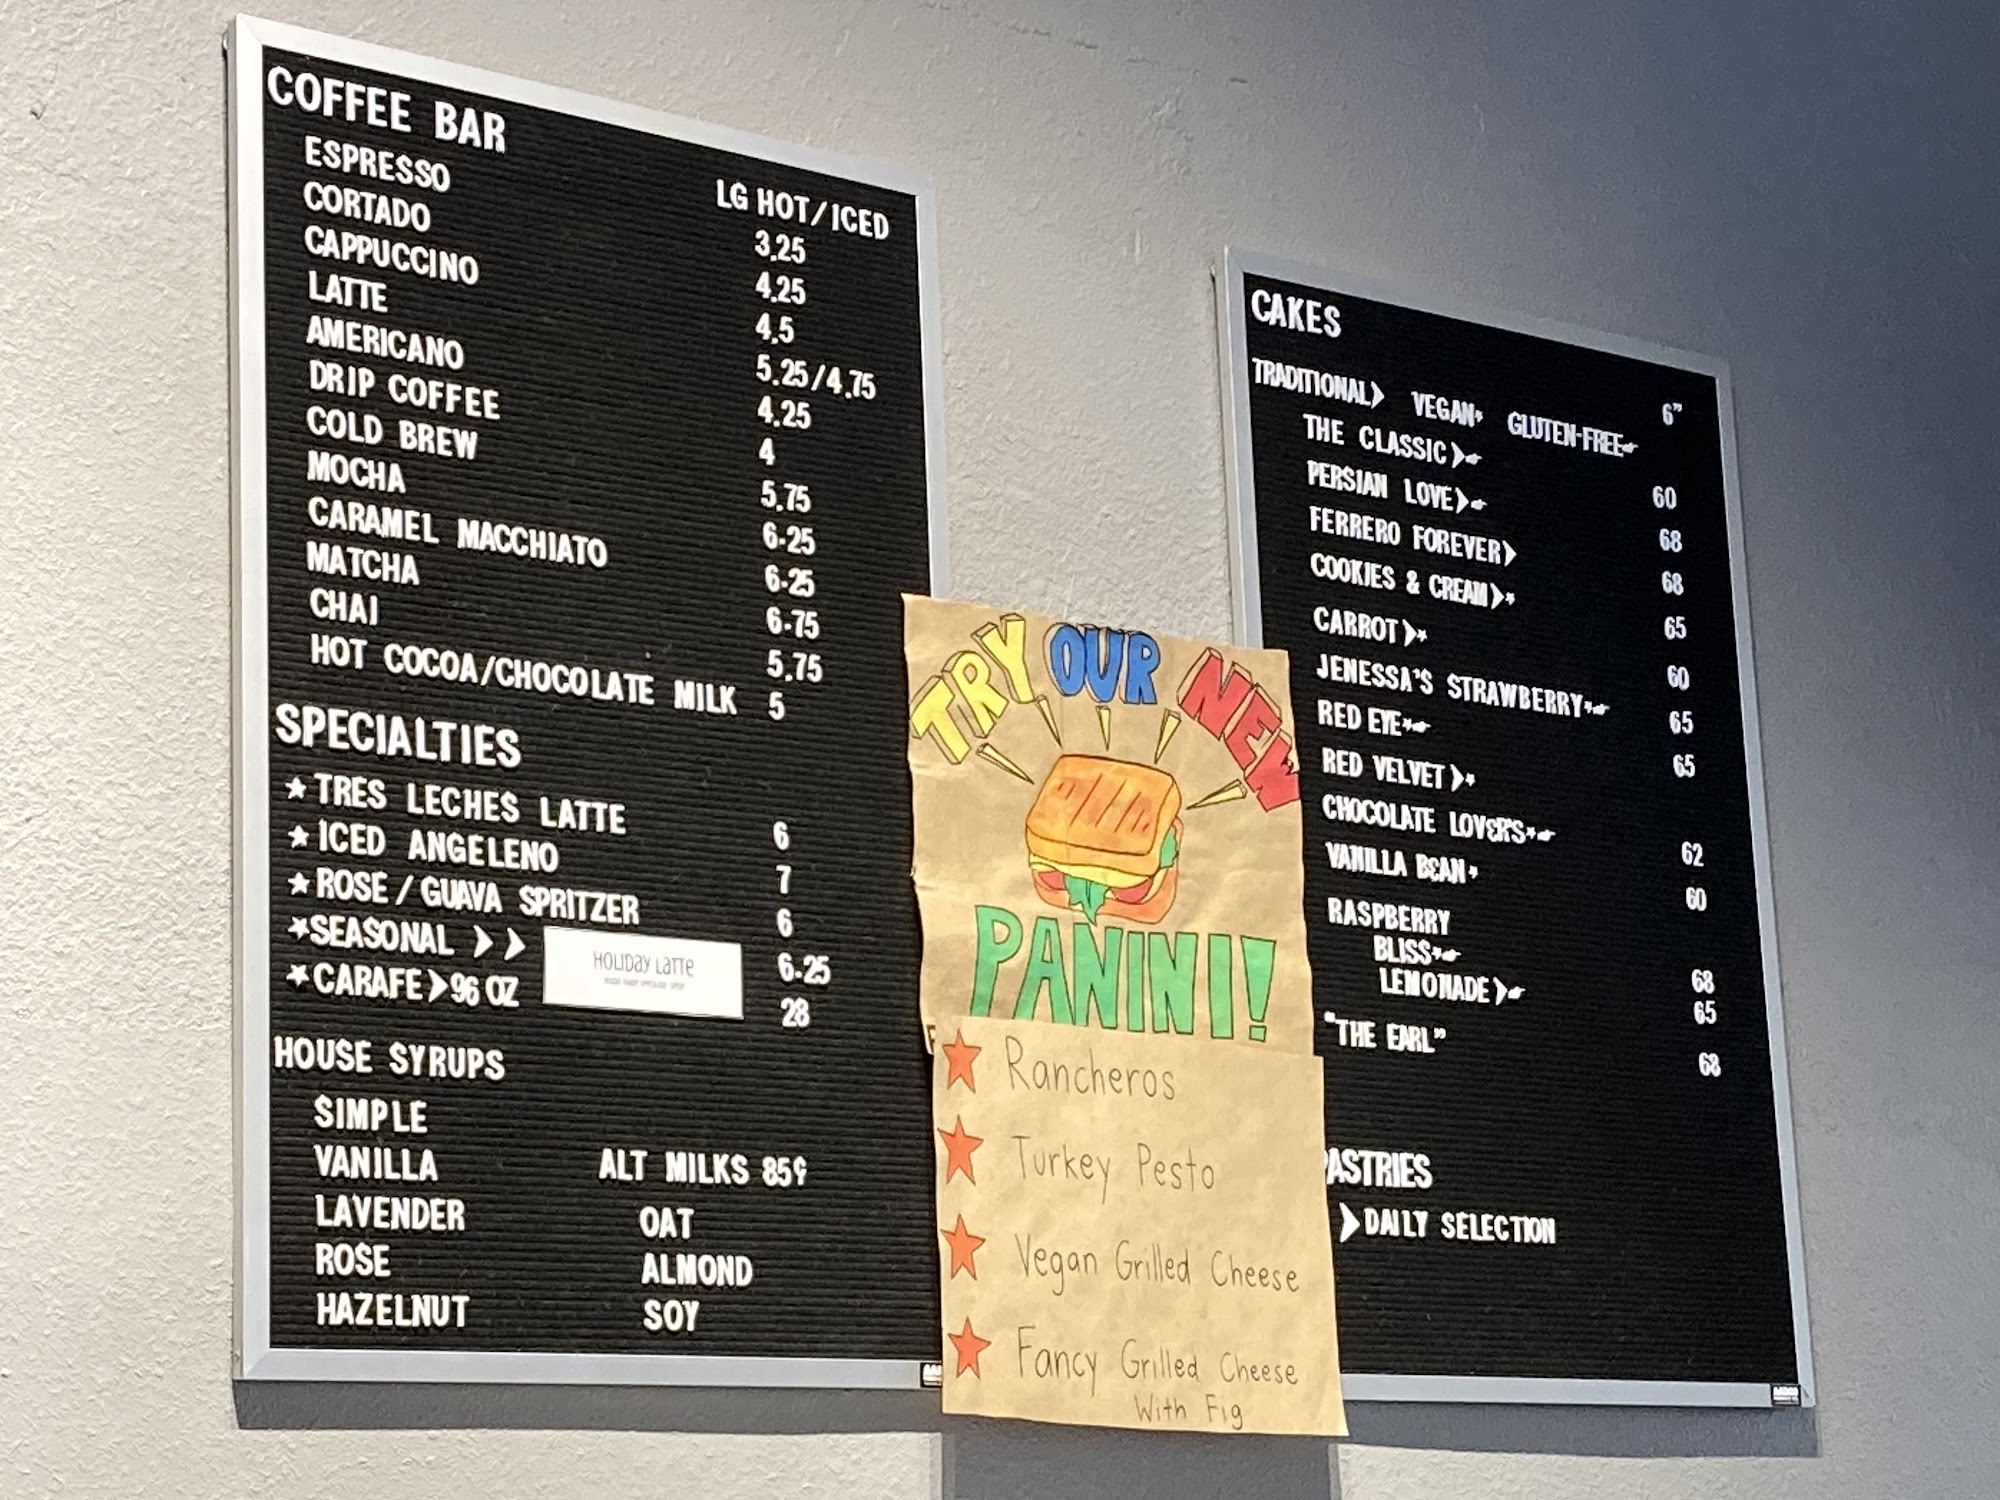 COFFEE BAR
LG HOT/ICED
ESPRESSO 3.25
CORTADO 4.25
CAPPUCCINO 4.5
LATTE 5.25/4.75
AMERICANO 4.25
DRIP COFFEE 4
COLD BREW 5.75
MOCHA 6-25
CARAMEL MACCHIATO 6-25
MATCHA 6-75
CHAI 5.75
HOT COCOA/CHOCOLATE MILK 5
SPECIALTIES
★ TRES LECHES LATTE 6
★ ICED ANGELENO 7
★ ROSE / GUAVA SPRITZER 6
★ SEASONAL > > HOLIDAY LATTE 6-25
★ CARAFE > 96 OZ 28
HOUSE SYRUPS
SIMPLE
VANILLA
LAVENDER
ROSE
HAZELNUT
ALT MILKS 85¢
OAT
ALMOND
SOY
TRY OUR NEW
PANINI!
★ Rancheros
★ Turkey Pesto
★ Vegan Grilled Cheese
★ Fancy Grilled Cheese
With Fig
CAKES
TRADITIONAL> VEGAN* GLUTEN-FREE☛ 6"
THE CLASSIC>☛ 60
PERSIAN LOVE>☛ 68
FERRERO FOREVER> 68
COOKIES & CREAM>* 65
CARROT>* 60
JENESSA'S STRAWBERRY*☛ 65
RED EYE*☛ 65
RED VELVET>*
CHOCOLATE LOVER'S*☛ 62
VANILLA BEAN* 60
RASPBERRY
BLISS*☛ 68
LEMONADE>☛ 65
"THE EARL" 68
PASTRIES
> DAILY SELECTION